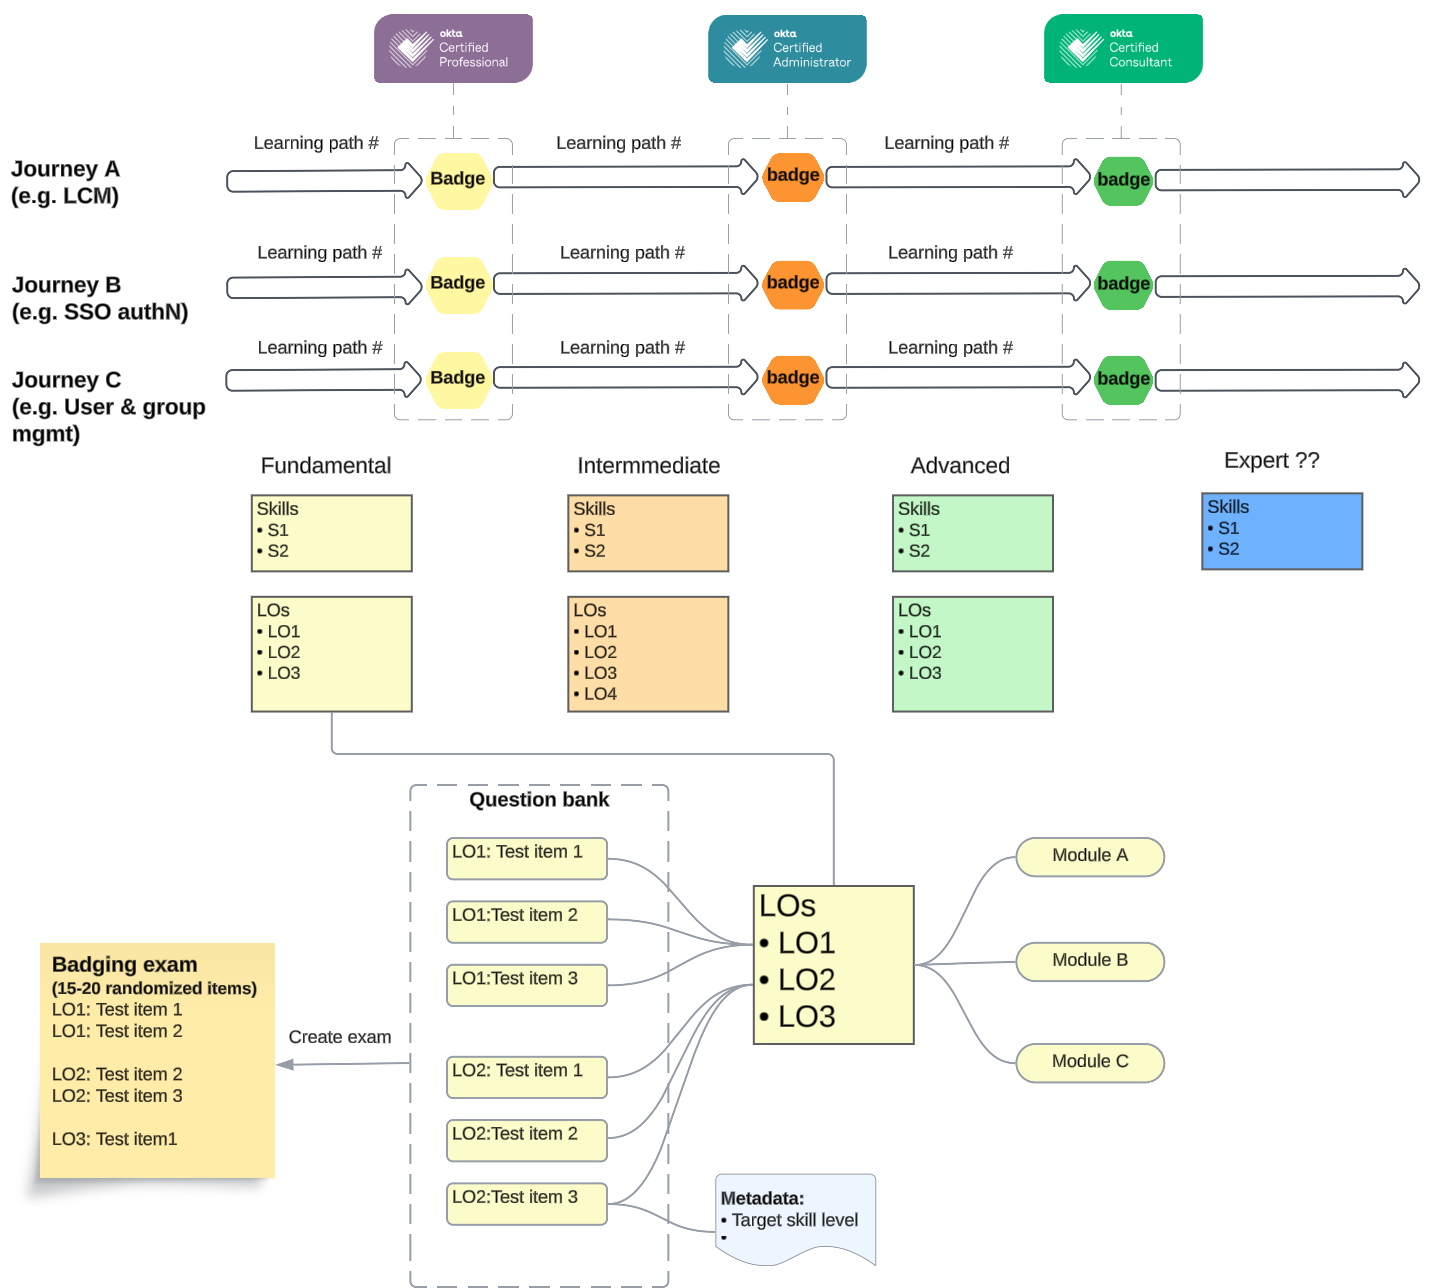 okta
Certified
Professional
okta
Certified
Administrator
okta
Certified
Consultant
Learning path #
Learning path #
Learning path #
Journey A
(e.g. LCM)
Badge
badge
badge
Learning path #
Learning path #
Learning path #
Journey B
(e.g. SSO authN)
Badge
badge
badge
Learning path #
Learning path #
Learning path #
Journey C
(e.g. User & group
mgmt)
Badge
badge
badge
Fundamental
Intermmediate
Advanced
Expert ??
Skills
• S1
• S2
Skills
• S1
• S2
Skills
• S1
• S2
Skills
• S1
• S2
LOs
• LO1
• LO2
• LO3
LOs
• LO1
• LO2
• LO3
• LO4
LOs
• LO1
• LO2
• LO3
Question bank
LO1: Test item 1
LO1:Test item 2
LO1:Test item 3
LO2: Test item 1
LO2:Test item 2
LO2:Test item 3
LOs
• LO1
• LO2
• LO3
Module A
Module B
Module C
Badging exam
(15-20 randomized items)
LO1: Test item 1
LO1: Test item 2
LO2: Test item 2
LO2: Test item 3
LO3: Test item1
Create exam
Metadata:
• Target skill level
•